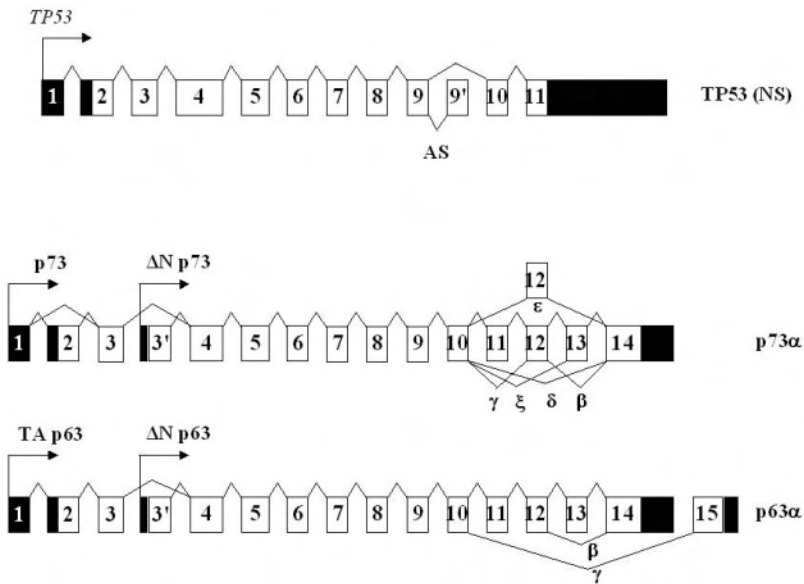 TP53
1 2 3 4 5 6 7 8 9 9' 10 11 TP53 (NS)
AS
p73 ΔN p73
12
ε
1 2 3 3' 4 5 6 7 8 9 10 11 12 13 14 p73α
γ ξ δ β
TA p63 ΔN p63
1 2 3 3' 4 5 6 7 8 9 10 11 12 13 14 15 p63α
β
γ